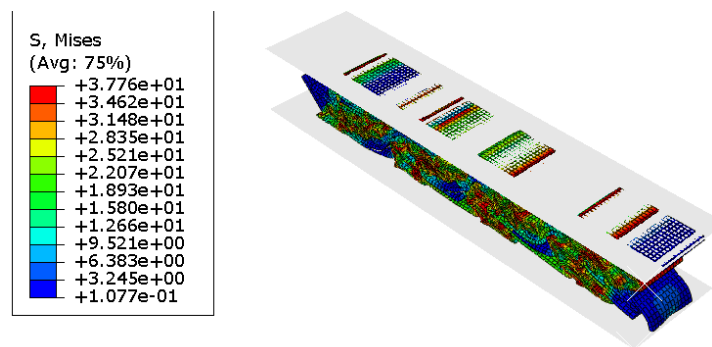 S, Mises
(Avg: 75%)
+3.776e+01
+3.462e+01
+3.148e+01
+2.835e+01
+2.521e+01
+2.207e+01
+1.893e+01
+1.580e+01
+1.266e+01
+9.521e+00
+6.383e+00
+3.245e+00
+1.077e-01